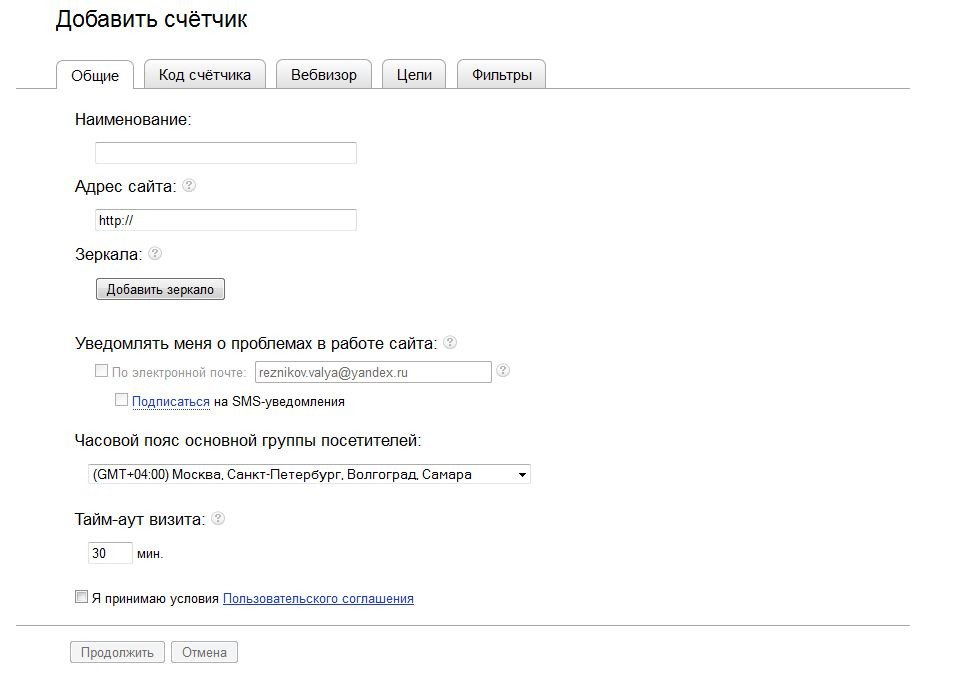 Добавить счётчик
Общие Код счётчика Вебвизор Цели Фильтры
Наименование:
Адрес сайта: ?
http://
Зеркала: ?
Добавить зеркало
Уведомлять меня о проблемах в работе сайта: ?
По электронной почте: reznikov.valya@yandex.ru ?
Подписаться на SMS-уведомления
Часовой пояс основной группы посетителей:
(GMT+04:00) Москва, Санкт-Петербург, Волгоград, Самара
Тайм-аут визита: ?
30 мин.
Я принимаю условия Пользовательского соглашения
Продолжить Отмена